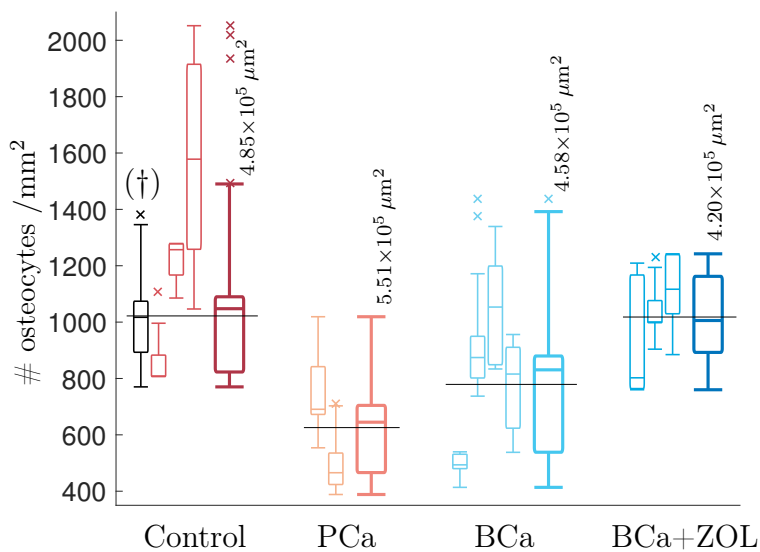 # osteocytes /mm²
2000
1800
1600
1400
1200
1000
800
600
400
(†)
4.85×10⁵ μm²
5.51×10⁵ μm²
4.58×10⁵ μm²
4.20×10⁵ μm²
Control PCa BCa BCa+ZOL